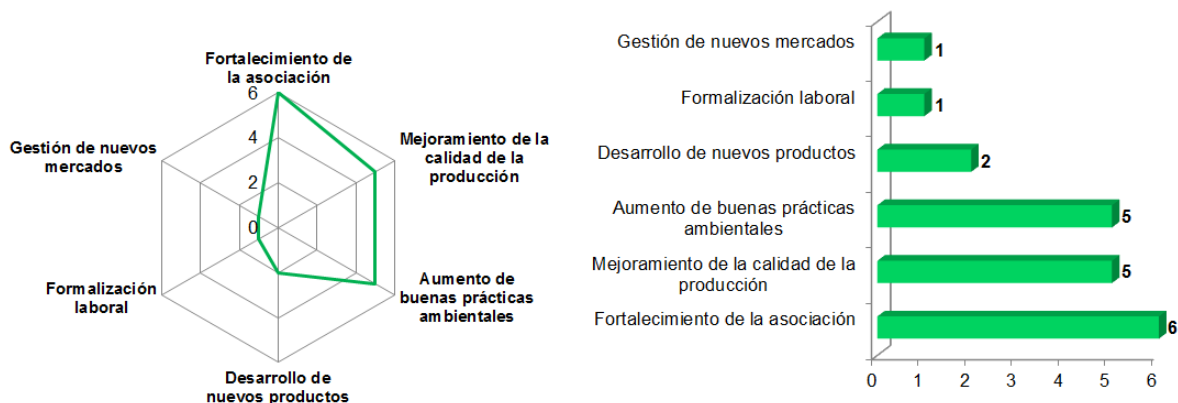 Fortalecimiento de
la asociación
6
4
2
0
Mejoramiento de la
calidad de la
producción
Aumento de
buenas prácticas
ambientales
Desarrollo de
nuevos productos
Formalización
laboral
Gestión de nuevos
mercados
Gestión de nuevos mercados
1
Formalización laboral
1
Desarrollo de nuevos productos
2
Aumento de buenas prácticas
ambientales
5
Mejoramiento de la calidad de la
producción
5
Fortalecimiento de la asociación
6
0 1 2 3 4 5 6